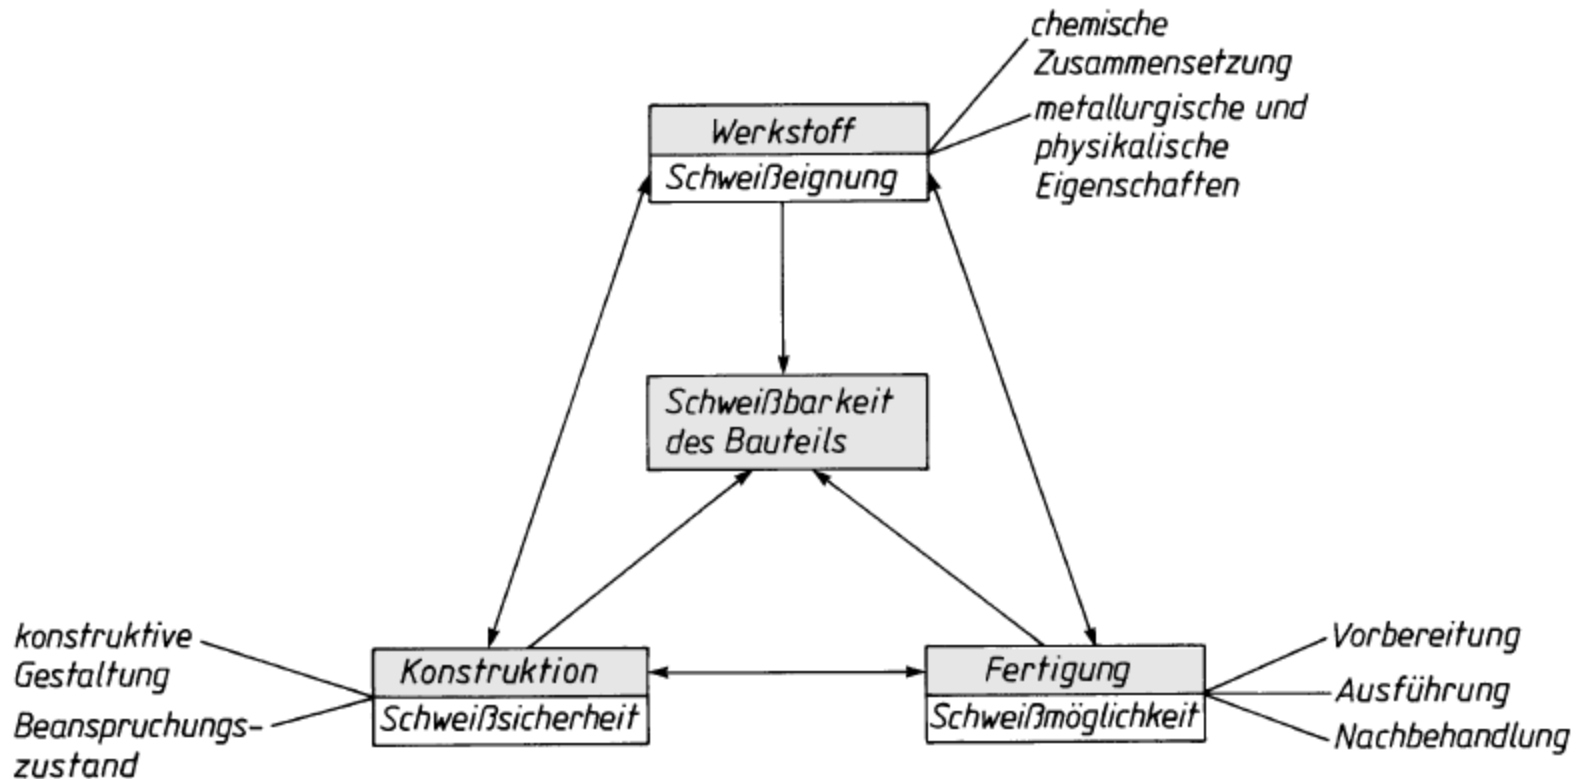 chemische
Zusammensetzung
metallurgische und
physikalische
Eigenschaften
Werkstoff
Schweißeignung
Schweißbarkeit
des Bauteils
konstruktive
Gestaltung
Beanspruchungs-
zustand
Konstruktion
Schweißsicherheit
Fertigung
Schweißmöglichkeit
Vorbereitung
Ausführung
Nachbehandlung